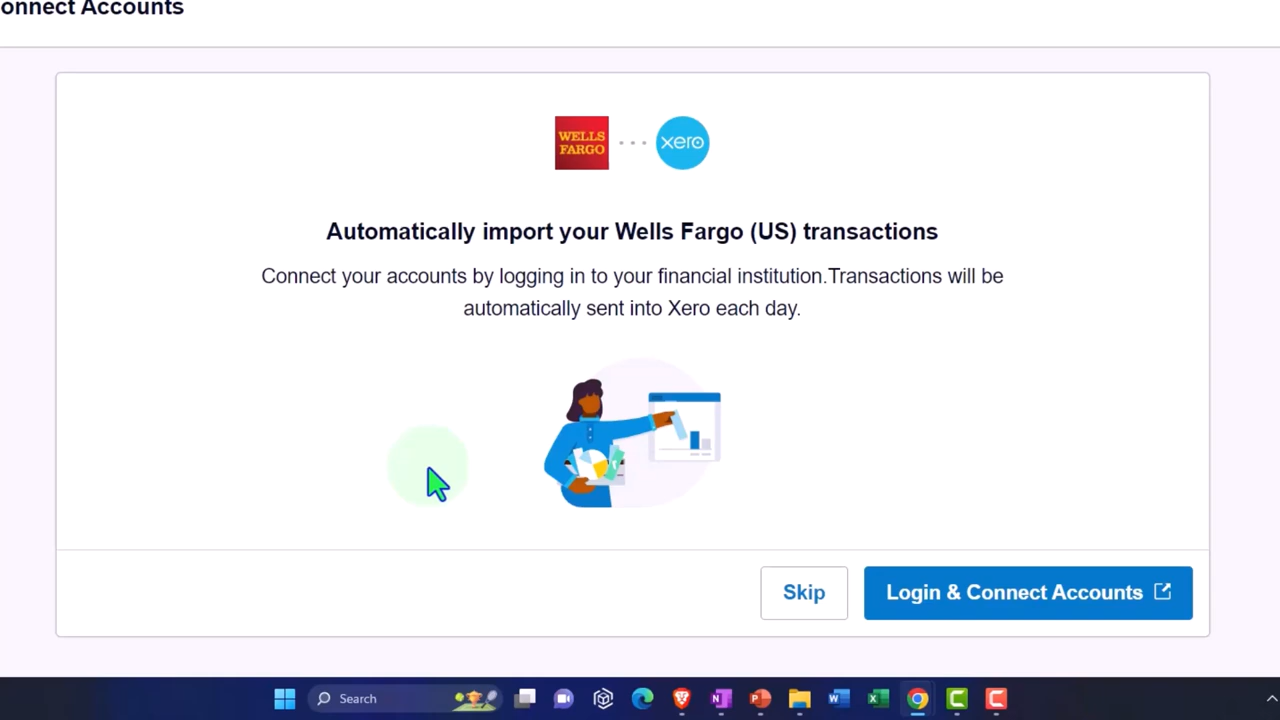 onnect Accounts
WELLS
FARGO
xero
Automatically import your Wells Fargo (US) transactions
Connect your accounts by logging in to your financial institution.Transactions will be
automatically sent into Xero each day.
Skip
Login & Connect Accounts
Search